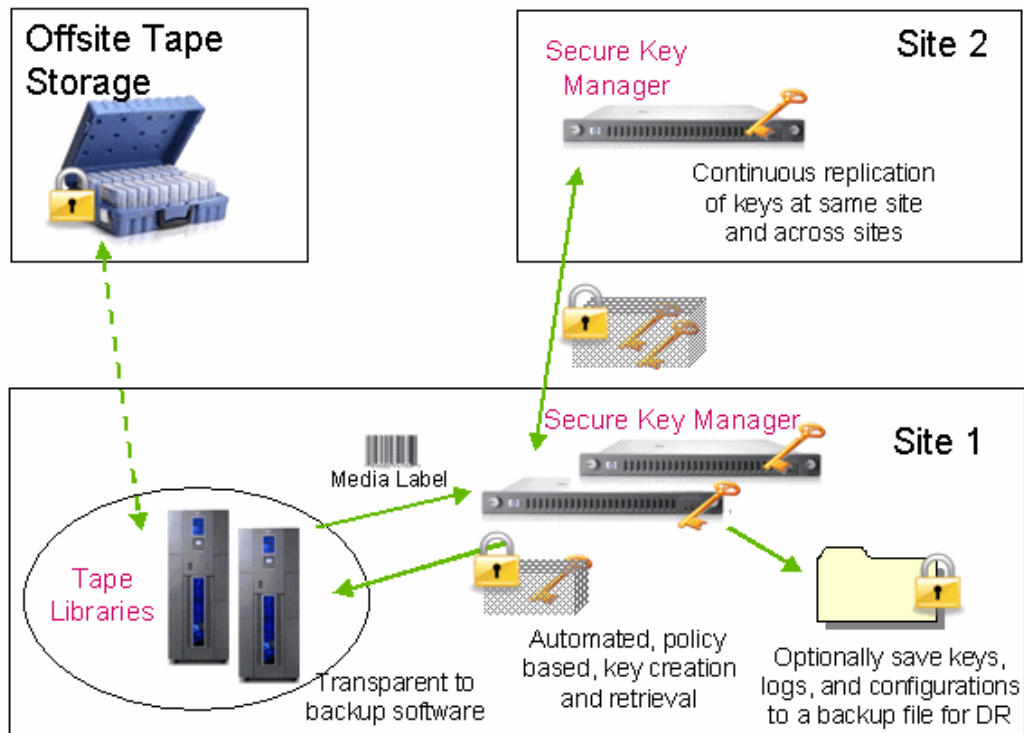 Offsite Tape
Storage
Site 2
Secure Key
Manager
Continuous replication
of keys at same site
and across sites
Site 1
Secure Key Manager
Media Label
Tape
Libraries
Transparent to
backup software
Automated, policy
based, key creation
and retrieval
Optionally save keys,
logs, and configurations
to a backup file for DR